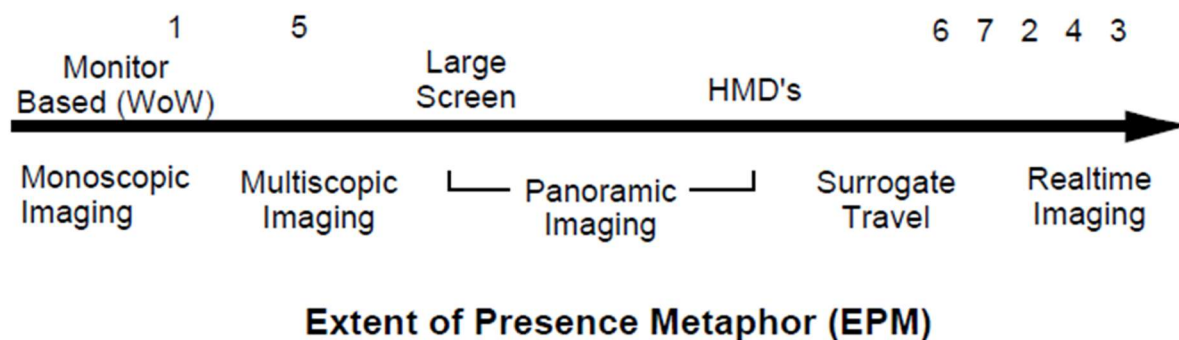 1 5 6 7 2 4 3
Monitor
Based (WoW)
Large
Screen
HMD's
Monoscopic
Imaging
Multiscopic
Imaging
Panoramic
Imaging
Surrogate
Travel
Realtime
Imaging
Extent of Presence Metaphor (EPM)